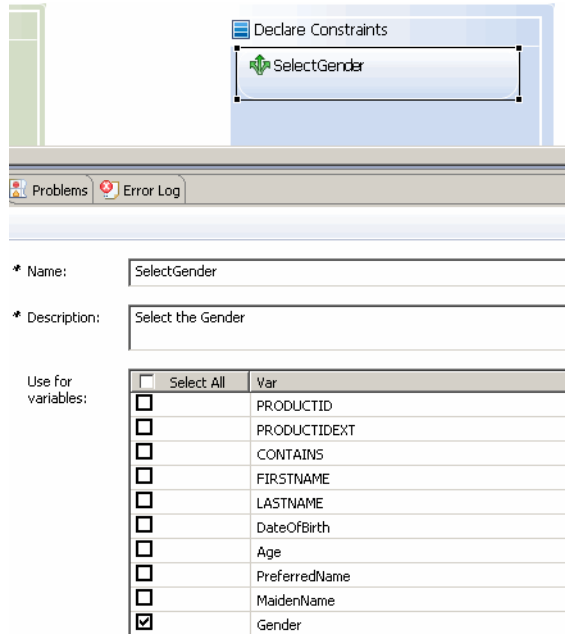 Declare Constraints
SelectGender
Problems Error Log
* Name: SelectGender
* Description: Select the Gender
Use for variables:
Select All Var
PRODUCTID
PRODUCTIDEXT
CONTAINS
FIRSTNAME
LASTNAME
DateOfBirth
Age
PreferredName
MaidenName
Gender